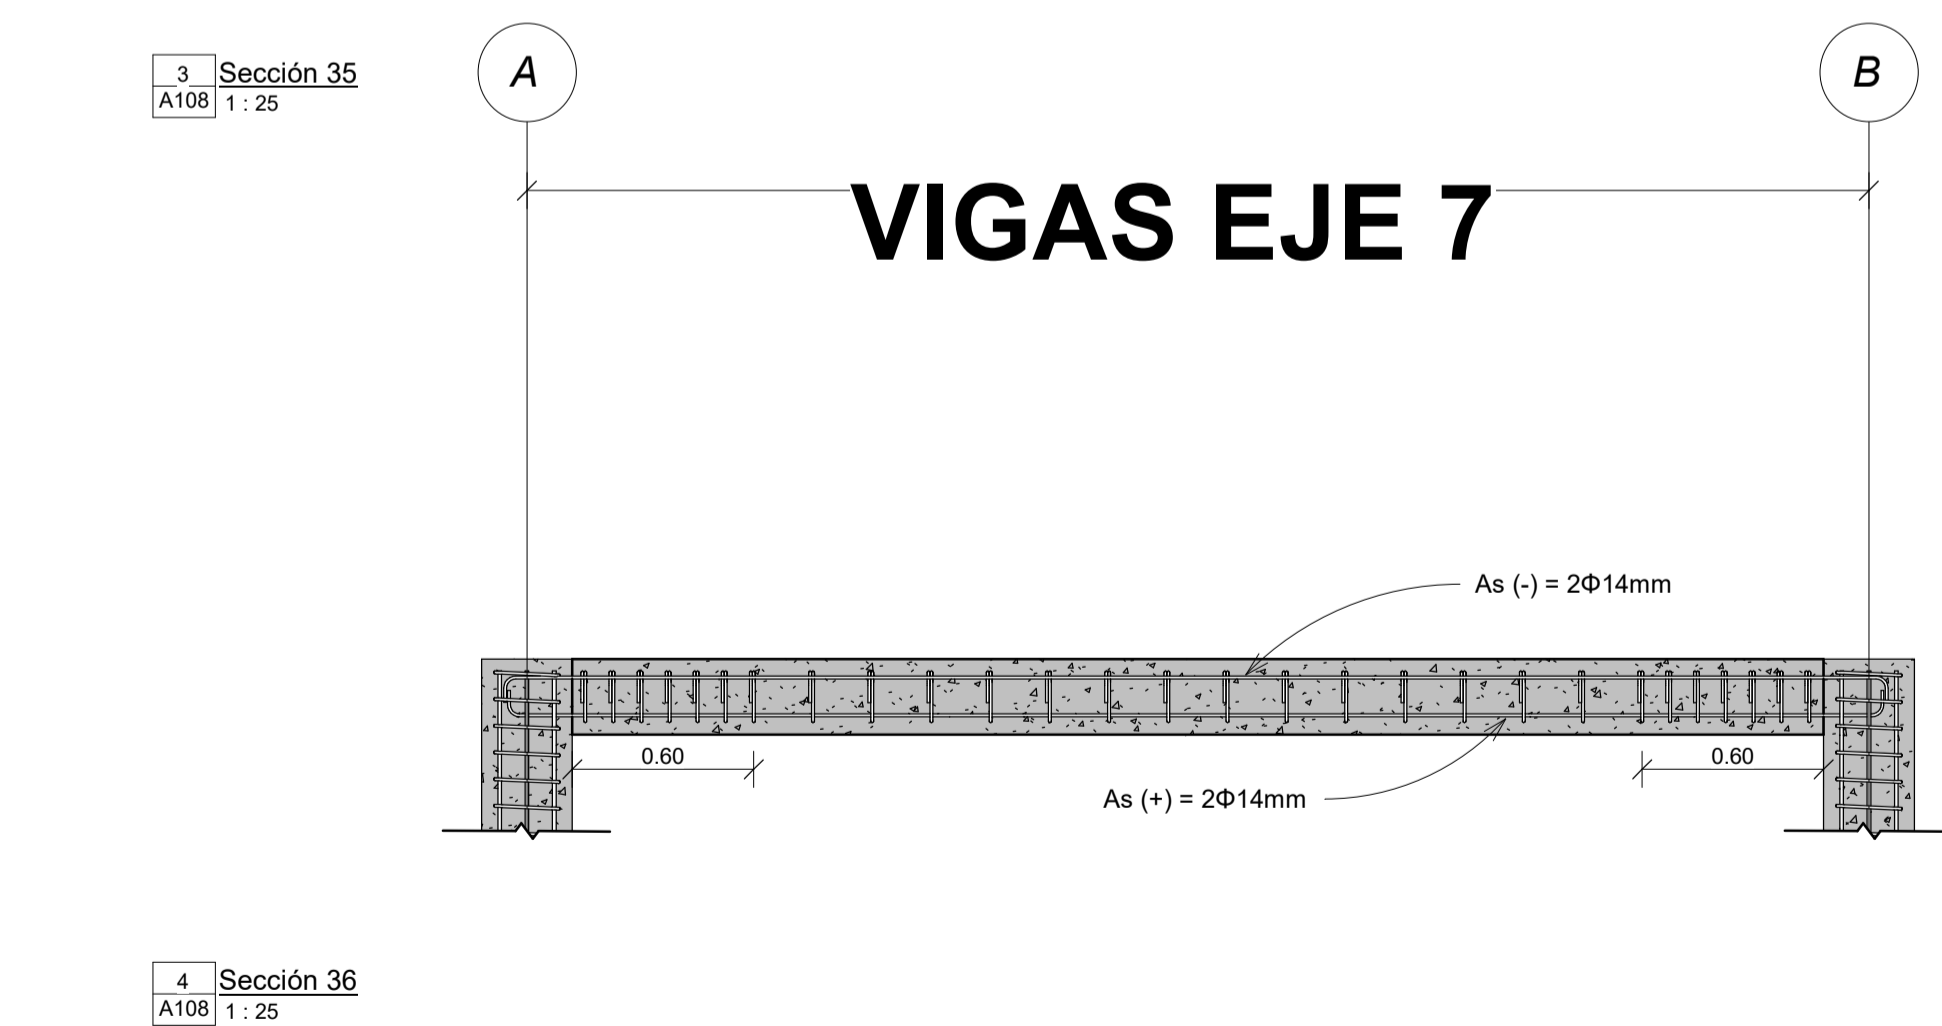 3 Sección 35
A108 1 : 25
A
B
VIGAS EJE 7
As (-) = 2Φ14mm
0.60
0.60
As (+) = 2Φ14mm
4 Sección 36
A108 1 : 25